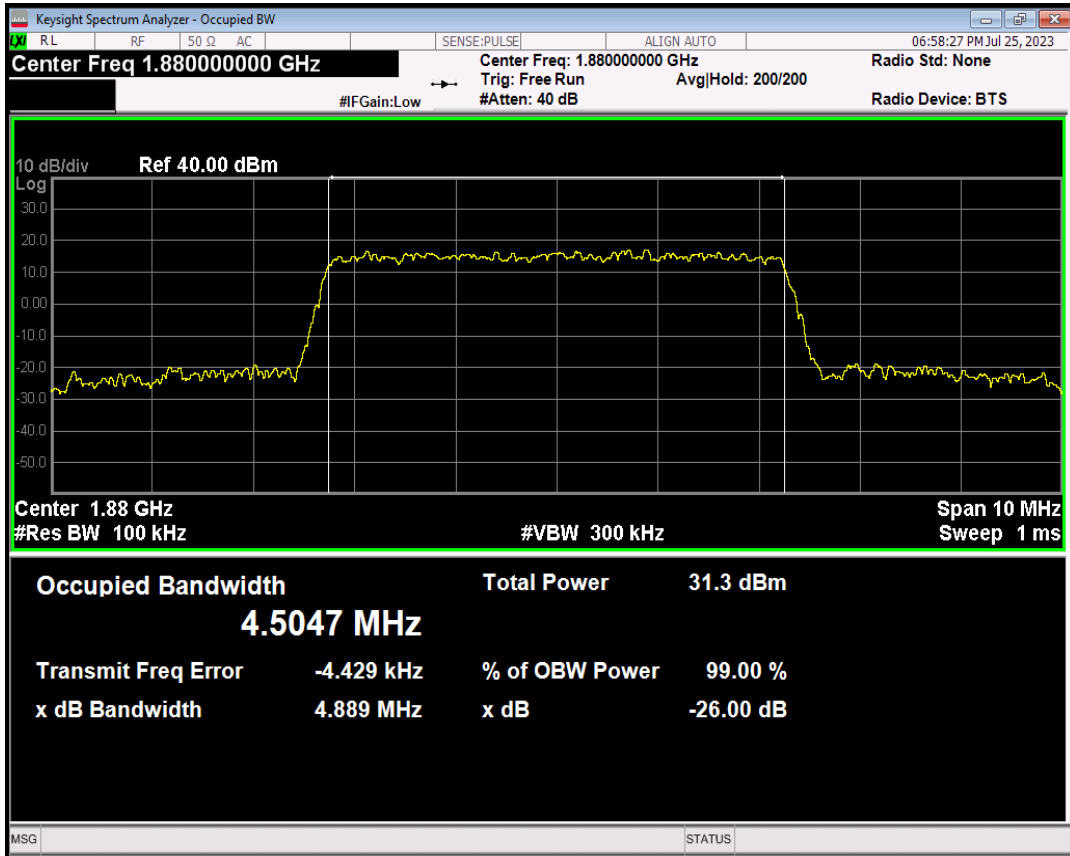 Keysight Spectrum Analyzer - Occupied BW
LXI RL RF 50 Ω AC SENSE:PULSE ALIGN AUTO 06:58:27 PM Jul 25, 2023
Center Freq 1.880000000 GHz Center Freq: 1.880000000 GHz Radio Std: None
Trig: Free Run Avg|Hold: 200/200
#IFGain:Low #Atten: 40 dB Radio Device: BTS
10 dB/div Ref 40.00 dBm
Log
30.0
20.0
10.0
0.00
-10.0
-20.0
-30.0
-40.0
-50.0
Center 1.88 GHz Span 10 MHz
#Res BW 100 kHz #VBW 300 kHz Sweep 1 ms
Occupied Bandwidth Total Power 31.3 dBm
4.5047 MHz
Transmit Freq Error -4.429 kHz % of OBW Power 99.00 %
x dB Bandwidth 4.889 MHz x dB -26.00 dB
MSG STATUS